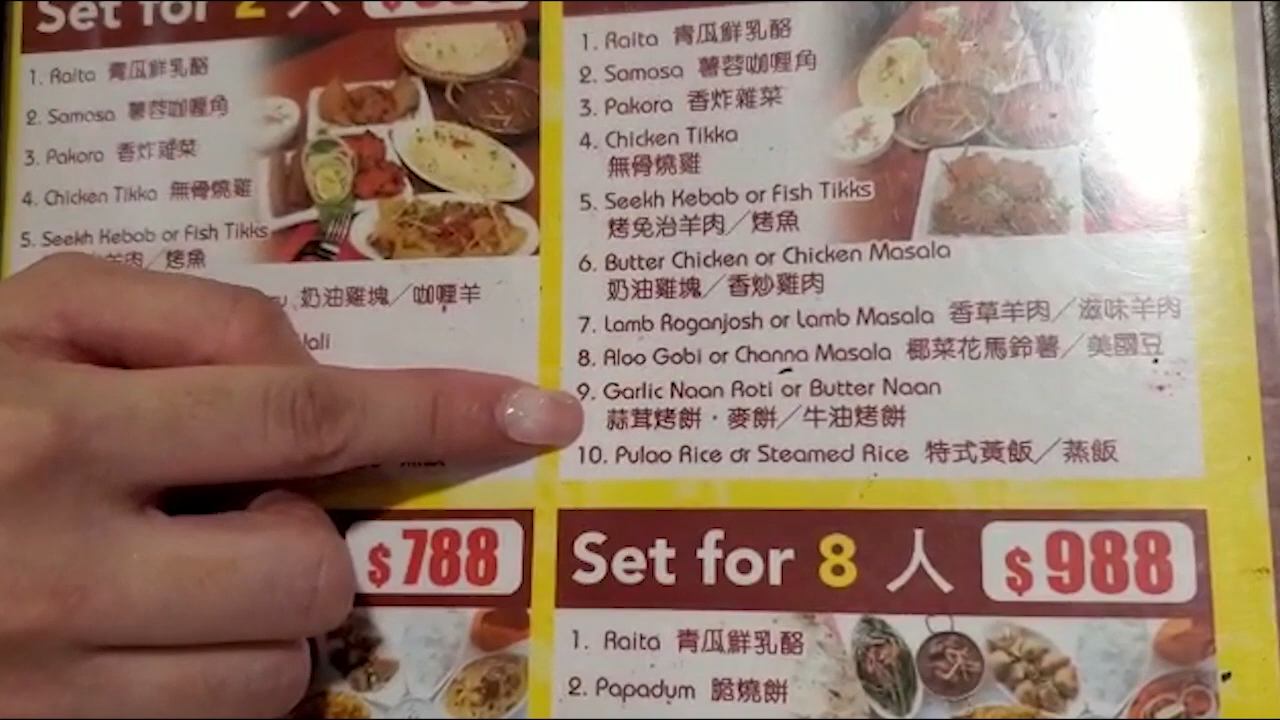 Set for 2 人
1. Raita 青瓜鮮乳酪
2. Samosa 薯蓉咖喱角
3. Pakora 香炸雜菜
4. Chicken Tikka 無骨燒雞
5. Seekh Kebab or Fish Tikks
羊肉／烤魚
奶油雞塊／咖喱羊
1. Raita 青瓜鮮乳酪
2. Samosa 薯蓉咖喱角
3. Pakora 香炸雜菜
4. Chicken Tikka
無骨燒雞
5. Seekh Kebab or Fish Tikks
烤免治羊肉／烤魚
6. Butter Chicken or Chicken Masala
奶油雞塊／香炒雞肉
7. Lamb Roganjosh or Lamb Masala 香草羊肉／滋味羊肉
8. Aloo Gobi or Channa Masala 椰菜花馬鈴薯／美國豆
9. Garlic Naan Roti or Butter Naan
蒜茸烤餅・麥餅／牛油烤餅
10. Pulao Rice or Steamed Rice 特式黃飯／蒸飯
$788
Set for 8 人 $988
1. Raita 青瓜鮮乳酪
2. Papadum 脆燒餅